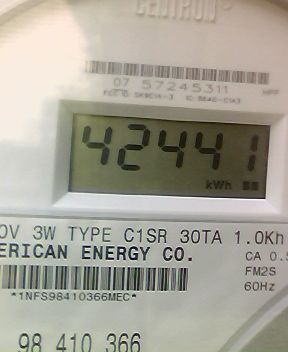 CENTRON®
07 57245311
42441
kWh
0V 3W TYPE C1SR 30TA 1.0Kh
ERICAN ENERGY CO.
CA 0.5
*1NFS98410366MEC*
FM2S
60Hz
98 410 366